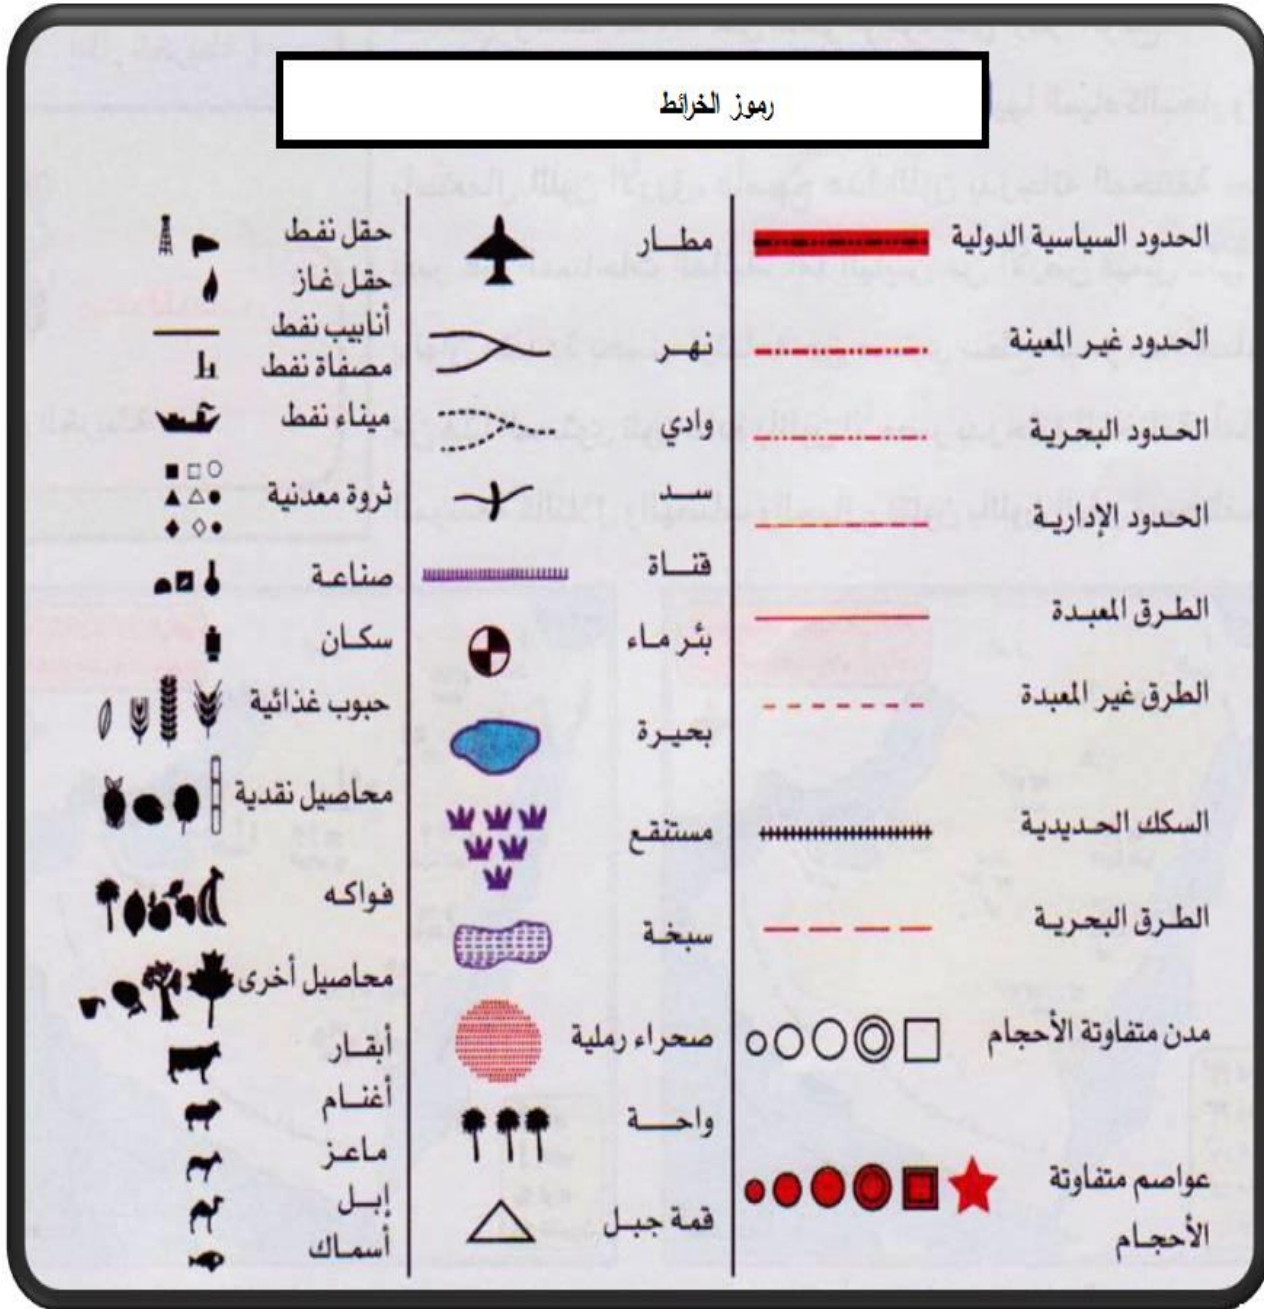 رموز الخرائط
الحدود السياسية الدولية
الحدود غير المعينة
الحدود البحرية
الحدود الإدارية
الطرق المعبدة
الطرق غير المعبدة
السكك الحديدية
الطرق البحرية
مدن متفاوتة الأحجام
عواصم متفاوتة
الأحجام
مطار
نهر
وادي
سد
قناة
بئر ماء
بحيرة
مستنقع
سبخة
صحراء رملية
واحة
قمة جبل
حقل نفط
حقل غاز
أنابيب نفط
مصفاة نفط
ميناء نفط
ثروة معدنية
صناعة
سكان
حبوب غذائية
محاصيل نقدية
فواكه
محاصيل أخرى
أبقار
أغنام
ماعز
إبل
أسماك